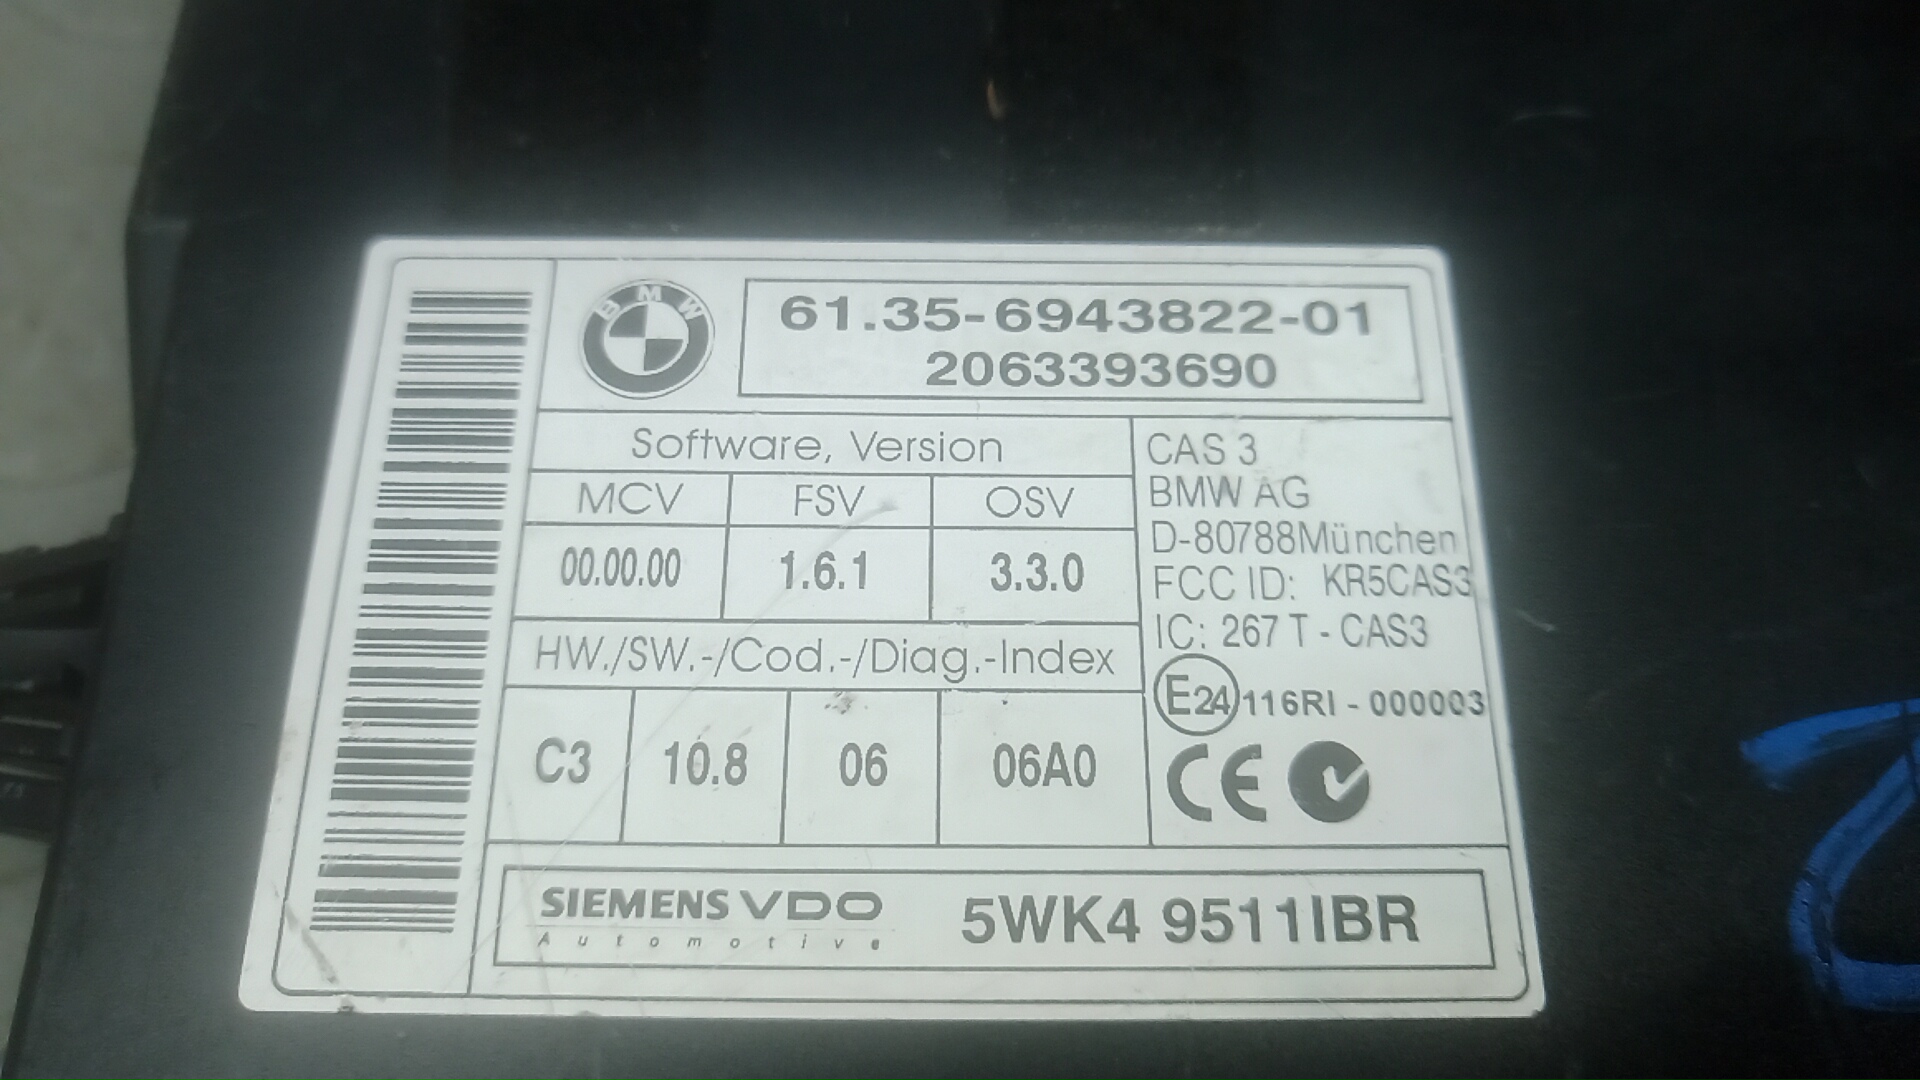 BMW
61.35-6943822-01
2063393690
Software, Version
MCV FSV OSV
00.00.00 1.6.1 3.3.0
HW./SW.-/Cod.-/Diag.-Index
C3 10.8 06 06A0
CAS 3
BMW AG
D-80788München
FCC ID: KR5CAS3
IC: 267 T - CAS3
E24 116RI - 000003
CE
SIEMENS VDO
Automotive
5WK4 9511IBR